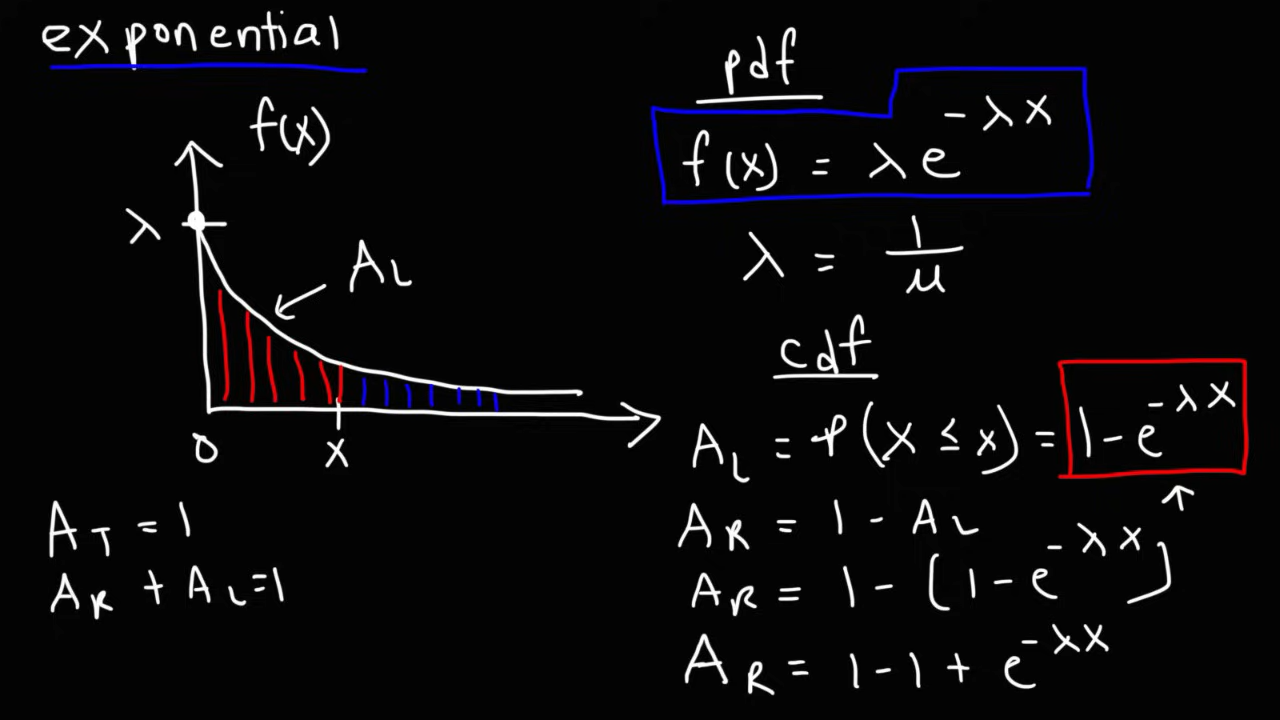 exponential
f(x)
λ
A_L
0
x
A_T = 1
A_R + A_L = 1
pdf
f(x) = λe^{-λx}
λ = 1/μ
cdf
A_L = P(X ≤ x) = 1 - e^{-λx}
A_R = 1 - A_L
A_R = 1 - [1 - e^{-λx}]
A_R = 1 - 1 + e^{-λx}